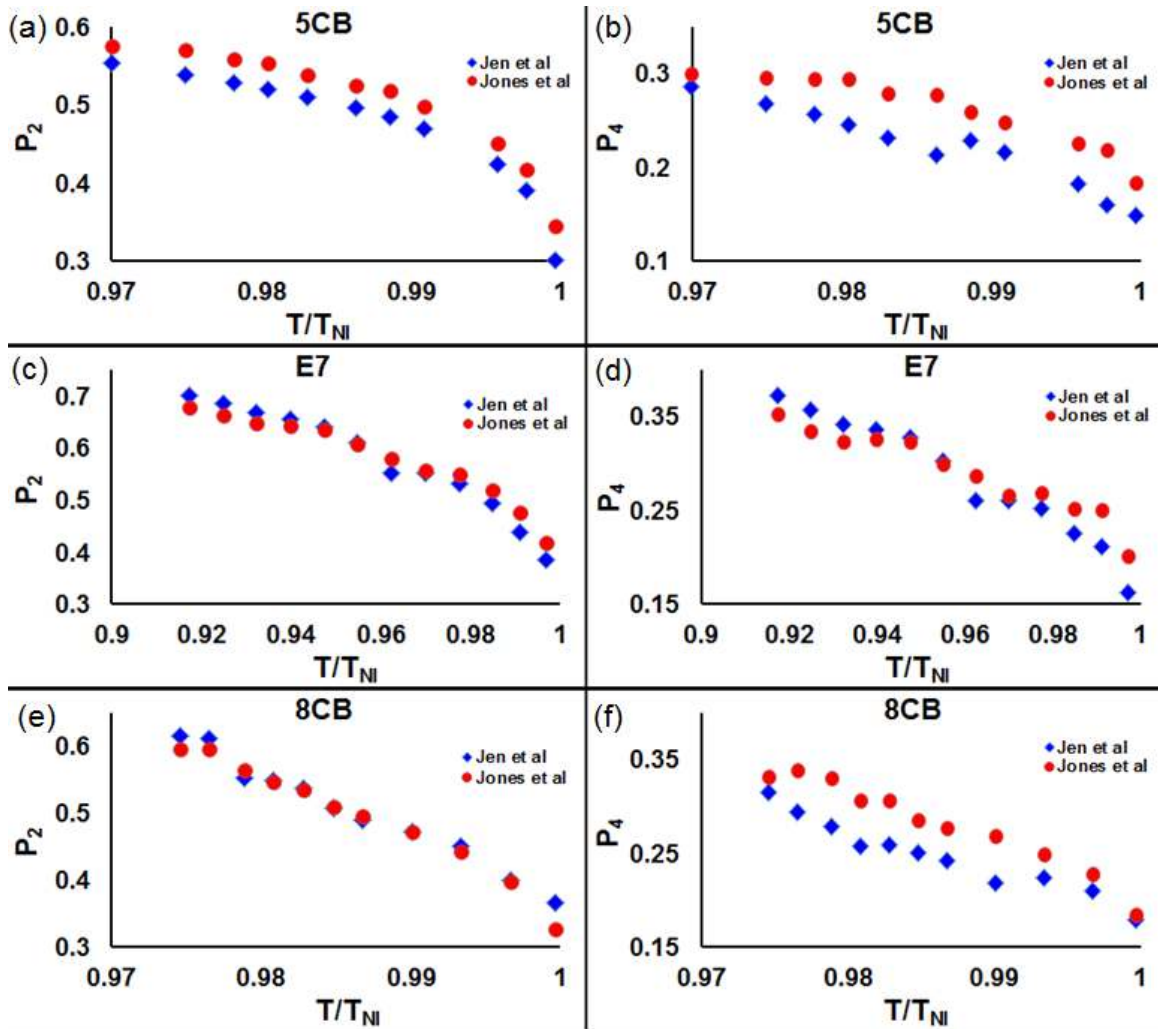 (a)
5CB
0.6
0.5
0.4
0.3
P2
Jen et al
Jones et al
0.97 0.98 0.99 1
T/TNI
(b)
5CB
0.3
0.2
0.1
P4
Jen et al
Jones et al
0.97 0.98 0.99 1
T/TNI
(c)
E7
0.7
0.6
0.5
0.4
0.3
P2
Jen et al
Jones et al
0.9 0.92 0.94 0.96 0.98 1
T/TNI
(d)
E7
0.35
0.25
0.15
P4
Jen et al
Jones et al
0.9 0.92 0.94 0.96 0.98 1
T/TNI
(e)
8CB
0.6
0.5
0.4
0.3
P2
Jen et al
Jones et al
0.97 0.98 0.99 1
T/TNI
(f)
8CB
0.35
0.25
0.15
P4
Jen et al
Jones et al
0.97 0.98 0.99 1
T/TNI